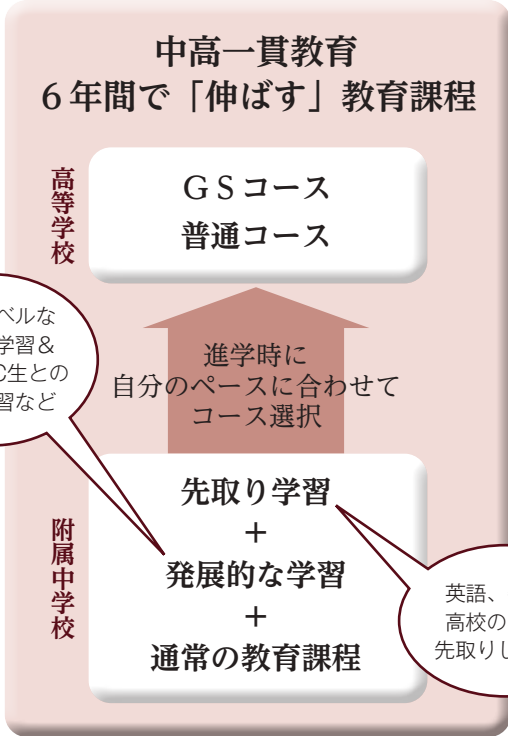 中高一貫教育
6年間で「伸ばす」教育課程
高等学校
GSコース
普通コース
ベルな
学習&
C生との
習など
進学時に
自分のペースに合わせて
コース選択
附属中学校
先取り学習
+
発展的な学習
+
通常の教育課程
英語、
高校の
先取りし